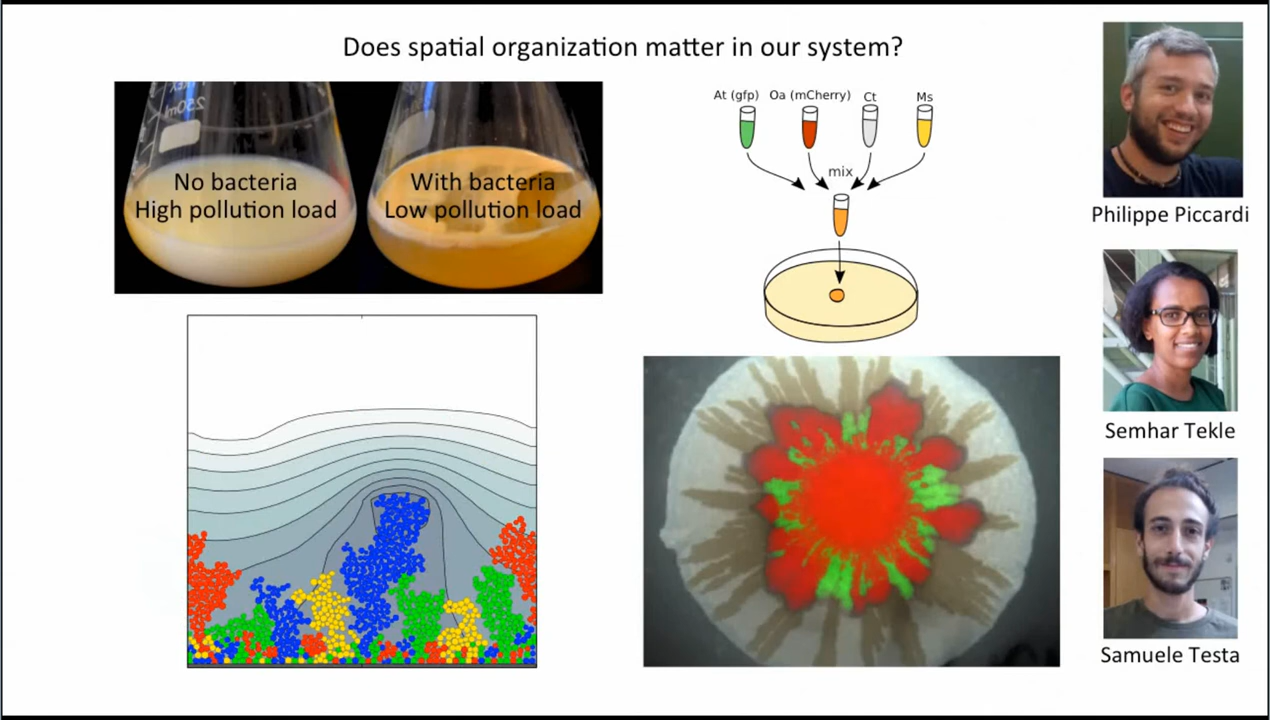 Does spatial organization matter in our system?
No bacteria
High pollution load
With bacteria
Low pollution load
At (gfp)
Oa (mCherry)
Ct
Ms
mix
Philippe Piccardi
Semhar Tekle
Samuele Testa